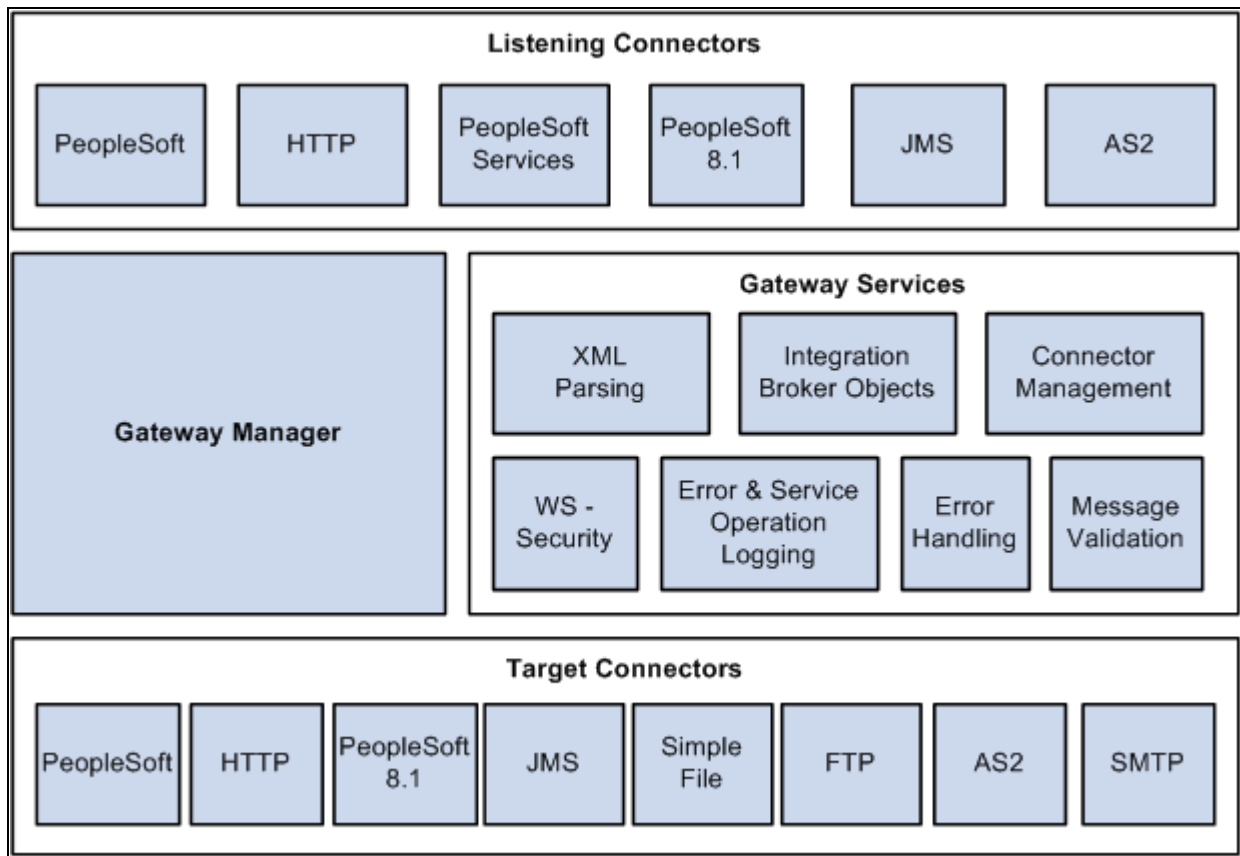 Listening Connectors
PeopleSoft
HTTP
PeopleSoft
Services
PeopleSoft
8.1
JMS
AS2
Gateway Manager
Gateway Services
XML
Parsing
Integration
Broker Objects
Connector
Management
WS -
Security
Error & Service
Operation
Logging
Error
Handling
Message
Validation
Target Connectors
PeopleSoft
HTTP
PeopleSoft
8.1
JMS
Simple
File
FTP
AS2
SMTP